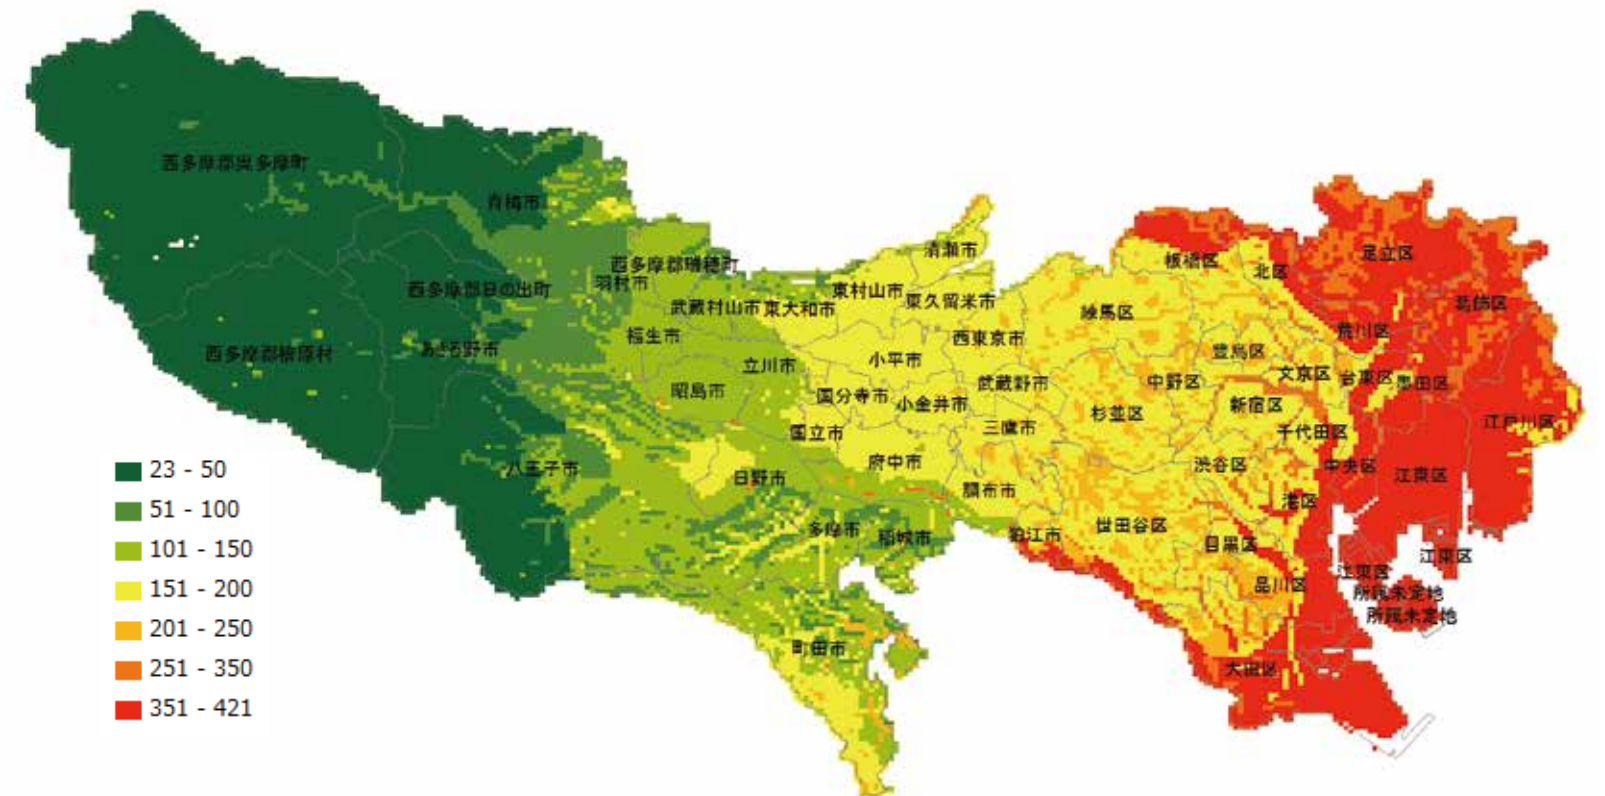 西多摩郡奥多摩町
青梅市
清瀬市
板橋区
北区
足立区
西多摩郡瑞穂町
羽村市
西多摩郡日の出町
東村山市
東久留米市
武蔵村山市
東大和市
練馬区
葛飾区
福生市
西東京市
荒川区
西多摩郡檜原村
あきる野市
小平市
豊島区
立川市
文京区
台東区
墨田区
昭島市
国分寺市
小金井市
武蔵野市
中野区
杉並区
新宿区
国立市
三鷹市
千代田区
江戸川区
八王子市
日野市
府中市
調布市
渋谷区
中央区
江東区
港区
多摩市
稲城市
狛江市
世田谷区
目黒区
江東区
江東区
品川区
所属未定地
所属未定地
町田市
大田区
23 - 50
51 - 100
101 - 150
151 - 200
201 - 250
251 - 350
351 - 421